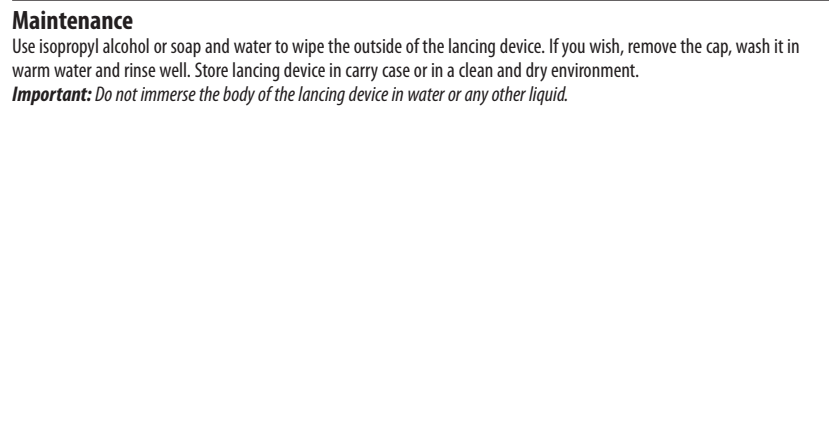 Maintenance
Use isopropyl alcohol or soap and water to wipe the outside of the lancing device. If you wish, remove the cap, wash it in
warm water and rinse well. Store lancing device in carry case or in a clean and dry environment.
Important: Do not immerse the body of the lancing device in water or any other liquid.